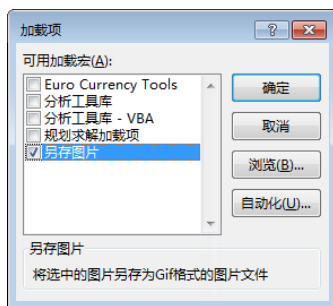 加载项
可用加载宏(A):
Euro Currency Tools
分析工具库
分析工具库 - VBA
规划求解加载项
另存图片
确定
取消
浏览(B)...
自动化(U)...
另存图片
将选中的图片另存为Gif格式的图片文件